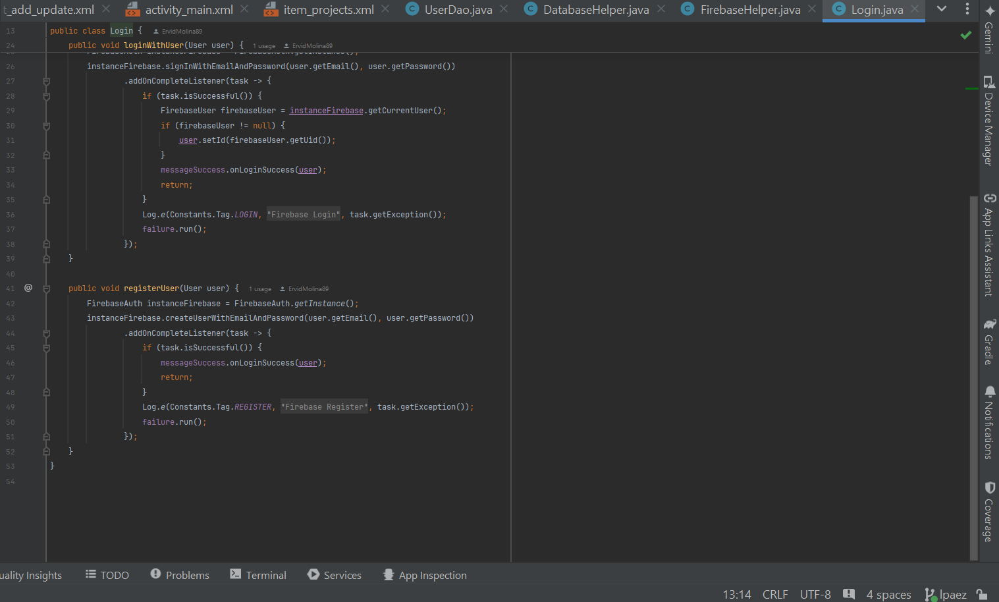 t_add_update.xml activity_main.xml item_projects.xml UserDao.java DatabaseHelper.java FirebaseHelper.java Login.java
13 public class Login { ErvidMolina89
24 public void loginWithUser(User user) { 1 usage ErvidMolina89
26 instanceFirebase.signInWithEmailAndPassword(user.getEmail(), user.getPassword())
27 .addOnCompleteListener(task -> {
28 if (task.isSuccessful()) {
29 FirebaseUser firebaseUser = instanceFirebase.getCurrentUser();
30 if (firebaseUser != null) {
31 user.setId(firebaseUser.getUid());
32 }
33 messageSuccess.onLoginSuccess(user);
34 return;
35 }
36 Log.e(Constants.Tag.LOGIN, "Firebase Login", task.getException());
37 failure.run();
38 });
39 }
40
41 @ public void registerUser(User user) { 1 usage ErvidMolina89
42 FirebaseAuth instanceFirebase = FirebaseAuth.getInstance();
43 instanceFirebase.createUserWithEmailAndPassword(user.getEmail(), user.getPassword())
44 .addOnCompleteListener(task -> {
45 if (task.isSuccessful()) {
46 messageSuccess.onLoginSuccess(user);
47 return;
48 }
49 Log.e(Constants.Tag.REGISTER, "Firebase Register", task.getException());
50 failure.run();
51 });
52 }
53 }
54
Gemini
Device Manager
App Links Assistant
Gradle
Notifications
Coverage
uality Insights TODO Problems Terminal Services App Inspection
13:14 CRLF UTF-8 4 spaces lpaez